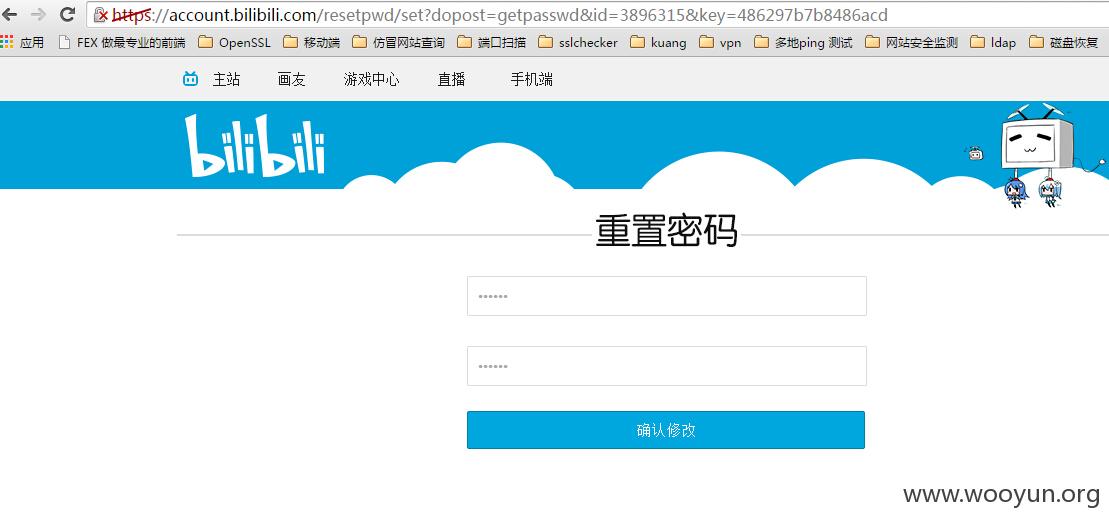 https://account.bilibili.com/resetpwd/set?dopost=getpasswd&id=3896315&key=486297b7b8486acd
应用 FEX 做最专业的前端 OpenSSL 移动端 仿冒网站查询 端口扫描 sslchecker kuang vpn 多地ping 测试 网站安全监测 ldap 磁盘恢复
主站 画友 游戏中心 直播 手机端
bilibili
重置密码
••••••
••••••
确认修改
www.wooyun.org